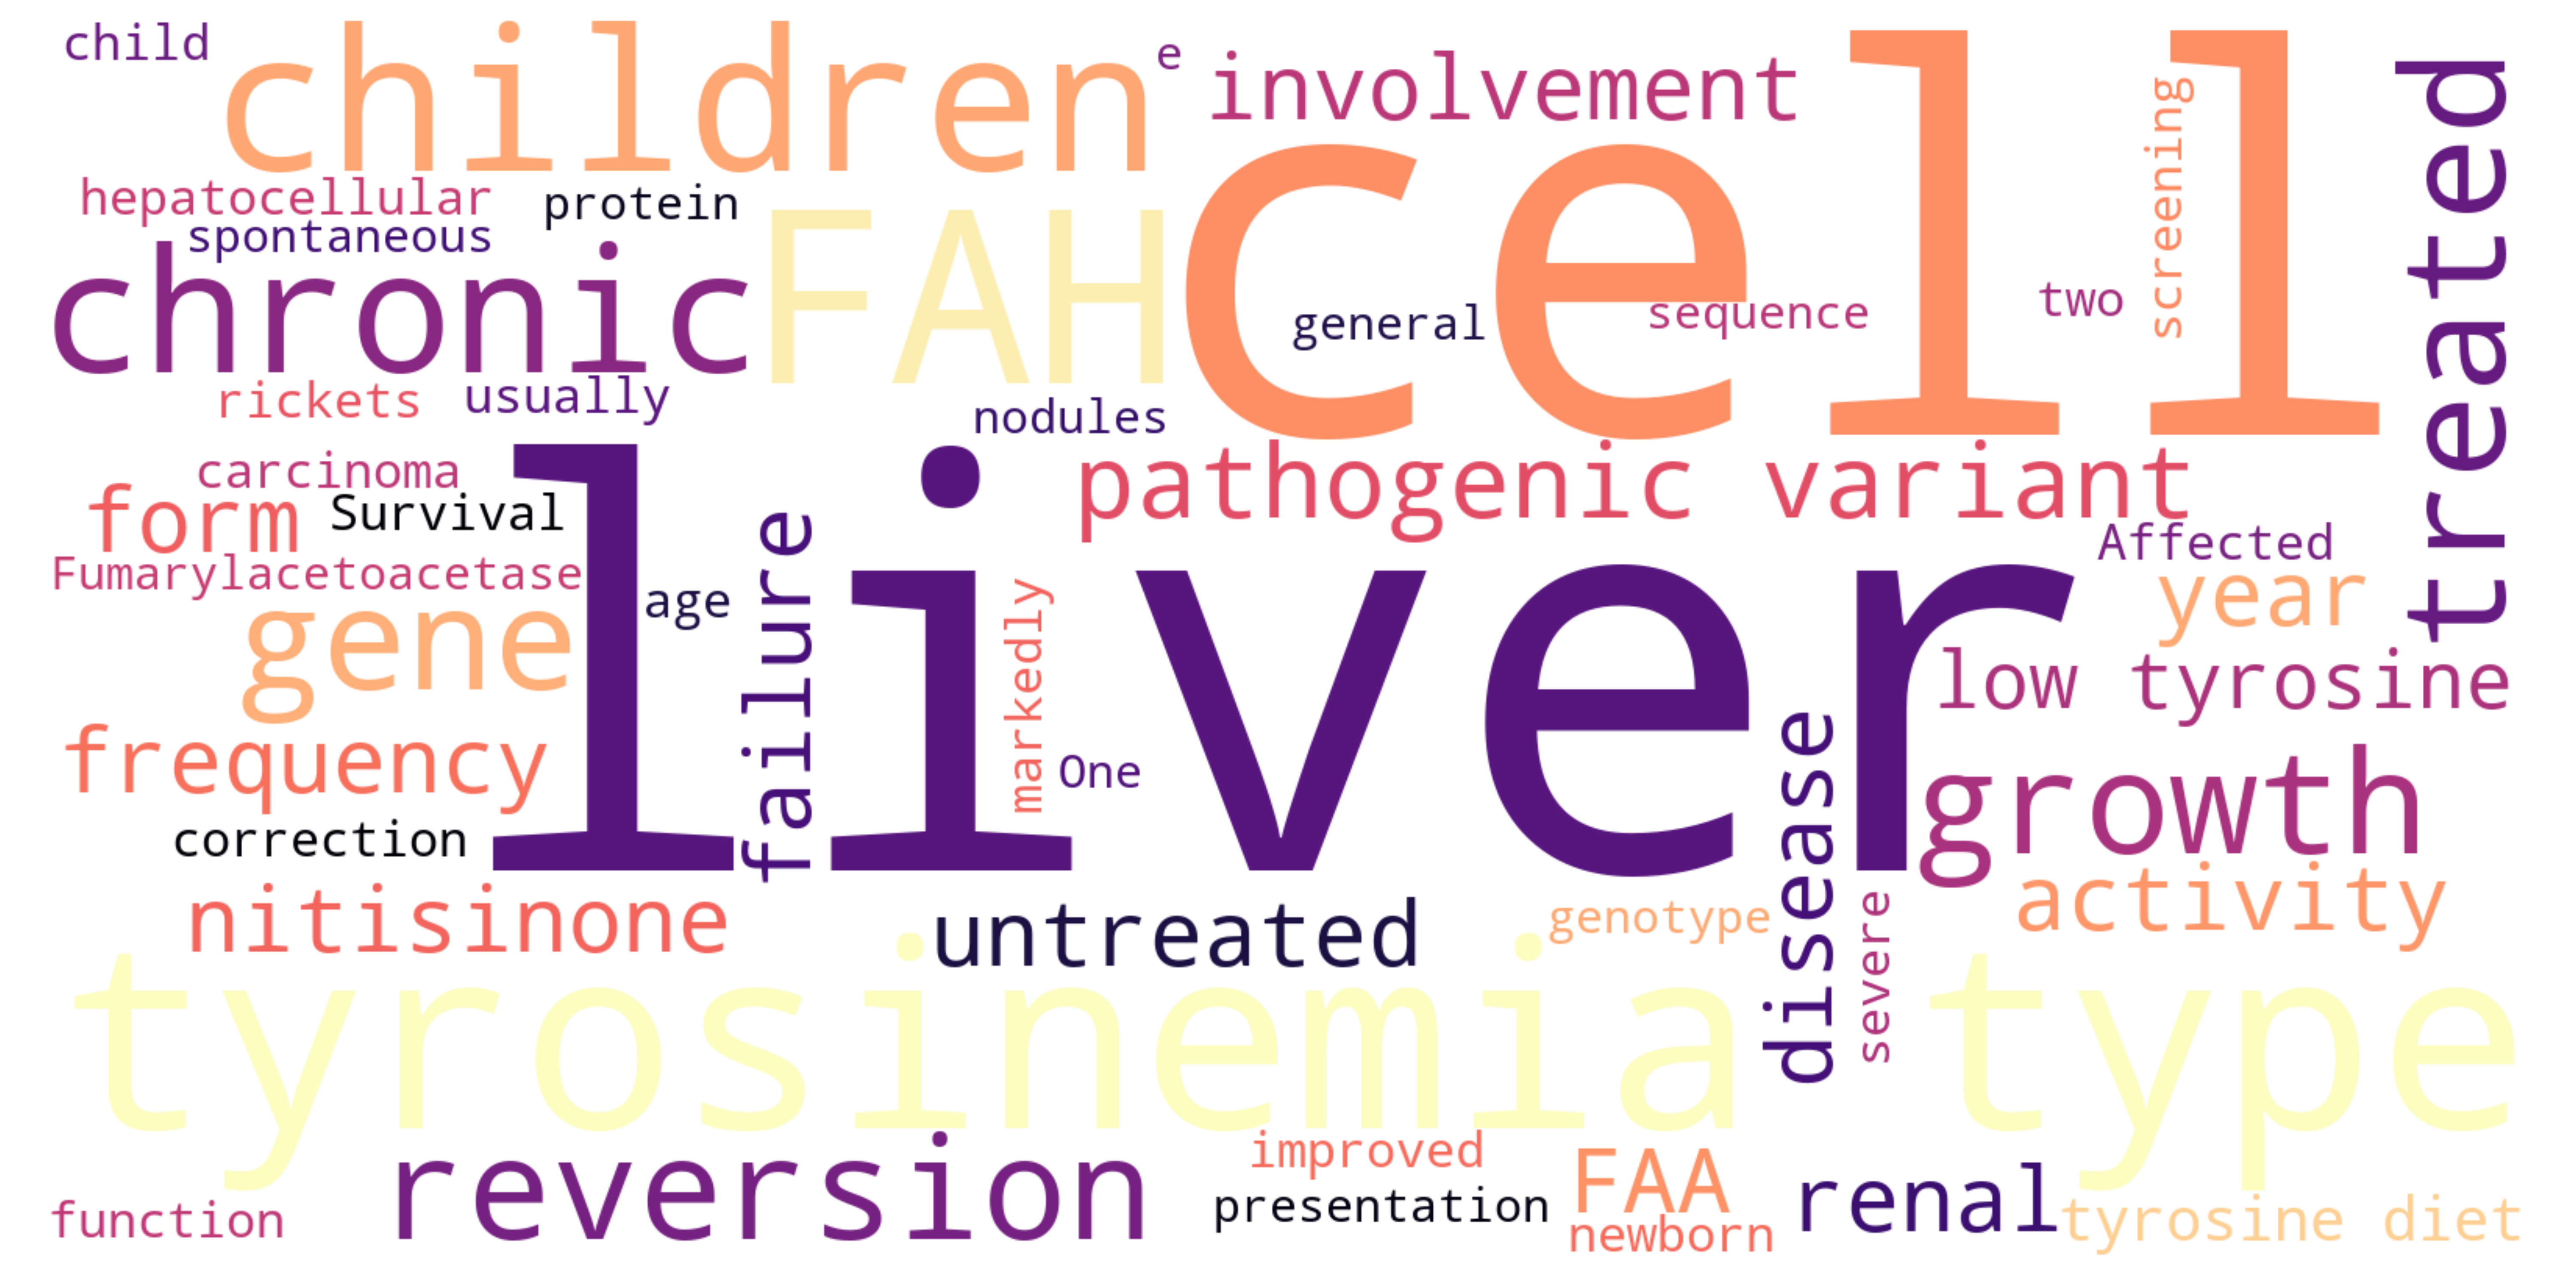 child
children
e
involvement
cell
screening
treated
hepatocellular
protein
spontaneous
chronic
FAH
general
sequence
two
rickets
usually
nodules
carcinoma
pathogenic variant
form
Survival
liver
failure
Affected
Fumarylacetoacetase
age
markedly
year
gene
low tyrosine
frequency
One
disease
growth
correction
nitisinone
untreated
genotype
severe
activity
tyrosinemia type
reversion
improved
FAA
renal
function
presentation
newborn
tyrosine diet